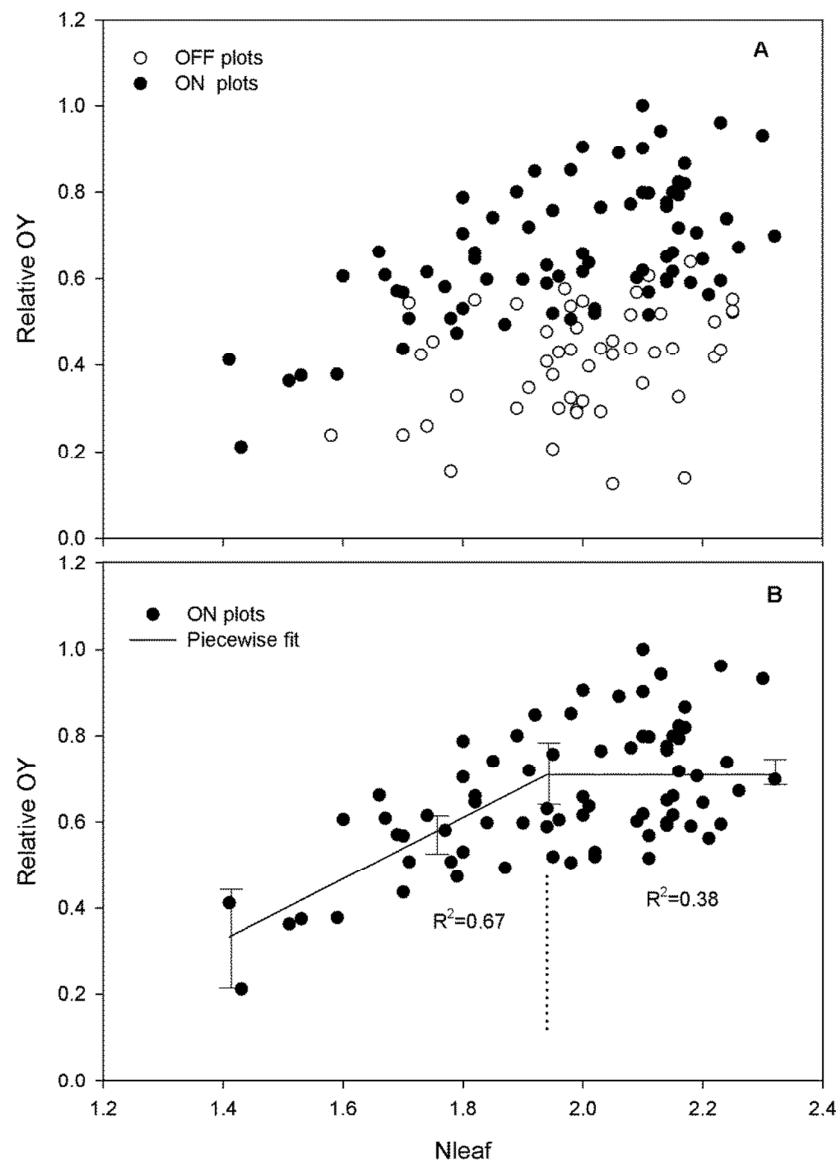 1.2
A
OFF plots
ON plots
1.0
0.8
0.6
0.4
0.2
0.0
Relative OY
1.2
B
ON plots
Piecewise fit
1.0
0.8
0.6
0.4
0.2
0.0
Relative OY
R²=0.67
R²=0.38
1.2 1.4 1.6 1.8 2.0 2.2 2.4
Nleaf